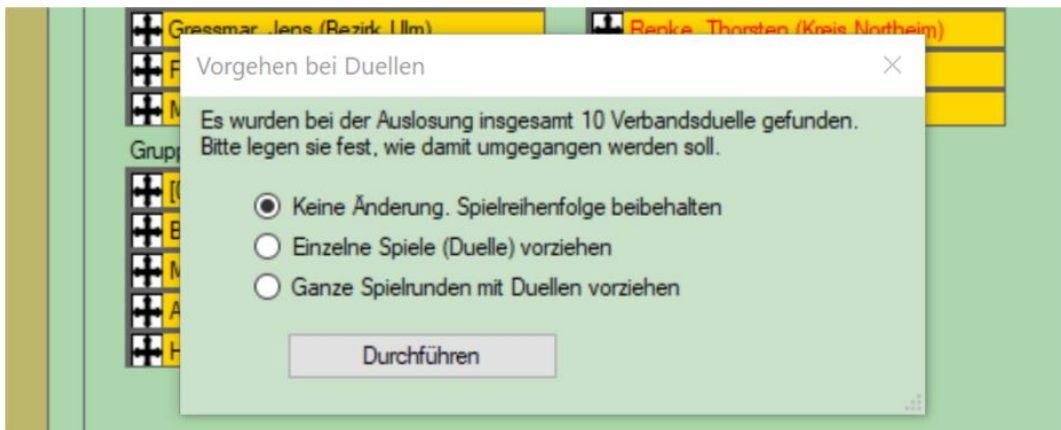 Gressmar, Jens (Bezirk Ulm)
Renke, Thorsten (Kreis Northeim)
Vorgehen bei Duellen
F
M
Es wurden bei der Auslosung insgesamt 10 Verbandsduelle gefunden.
Bitte legen sie fest, wie damit umgegangen werden soll.
Grupp
Keine Änderung. Spielreihenfolge beibehalten
B
Einzelne Spiele (Duelle) vorziehen
M
Ganze Spielrunden mit Duellen vorziehen
A
H
Durchführen